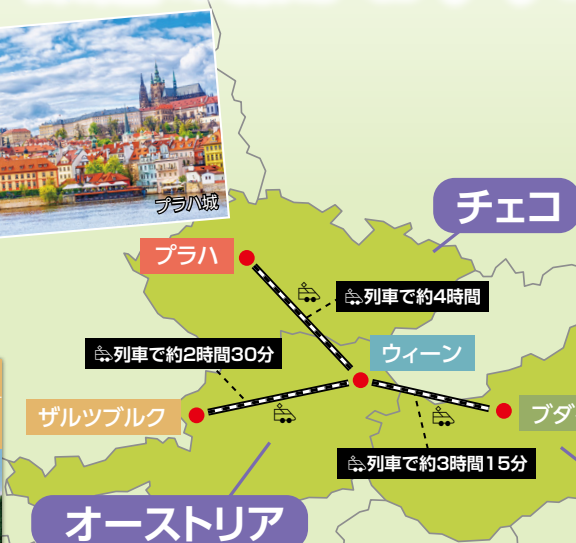 プラハ城
チェコ
プラハ
列車で約4時間
列車で約2時間30分
ウィーン
ザルツブルク
ブダ
列車で約3時間15分
オーストリア